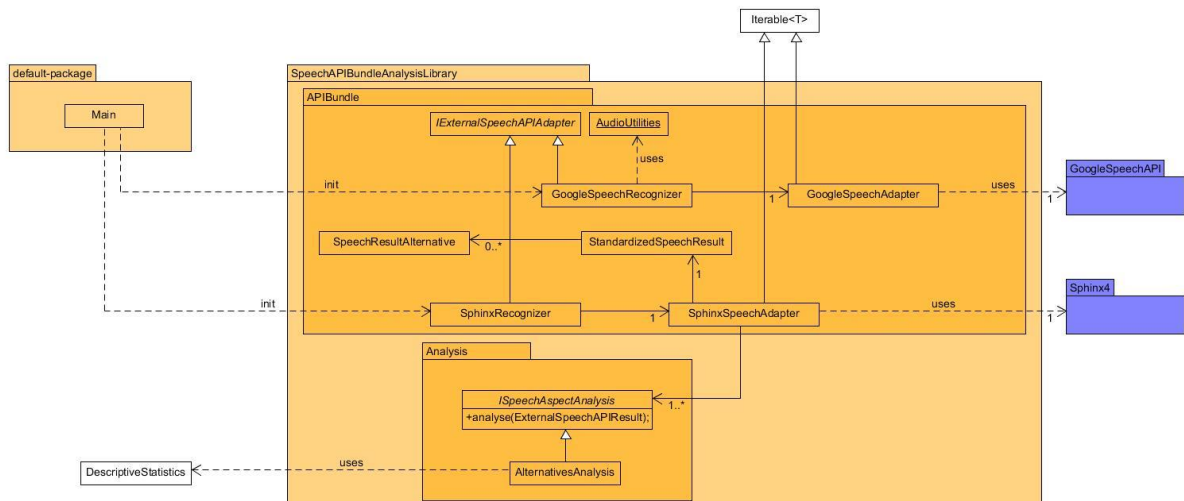 Iterable<T>
default-package
Main
SpeechAPIBundleAnalysisLibrary
APIBundle
IExternalSpeechAPIAdapter
AudioUtilities
uses
init
GoogleSpeechRecognizer
1
GoogleSpeechAdapter
uses
1
GoogleSpeechAPI
SpeechResultAlternative
0..*
StandardizedSpeechResult
1
init
SphinxRecognizer
1
SphinxSpeechAdapter
uses
1
Sphinx4
Analysis
ISpeechAspectAnalysis
+analyse(ExternalSpeechAPIResult);
1..*
DescriptiveStatistics
uses
AlternativesAnalysis